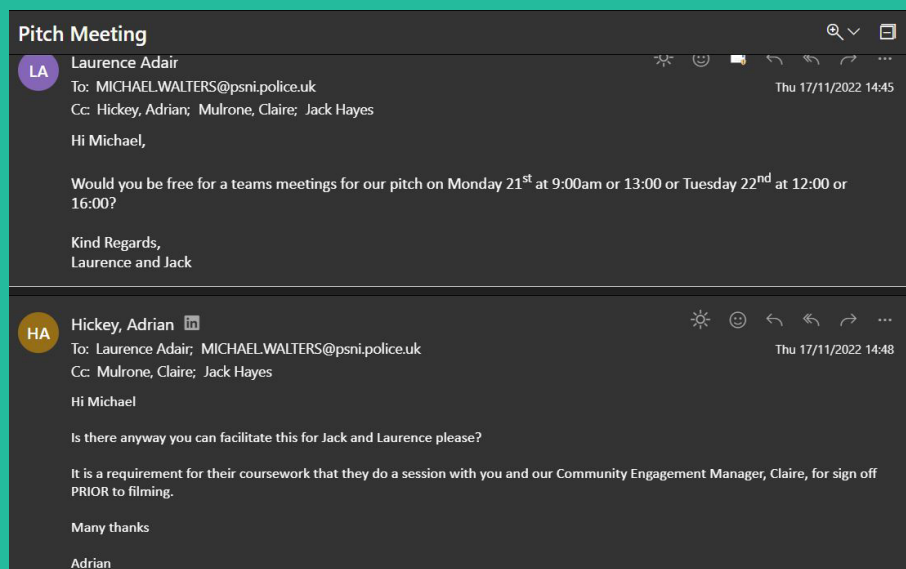 Pitch Meeting
LA
Laurence Adair
To: MICHAEL.WALTERS@psni.police.uk
Thu 17/11/2022 14:45
Cc: Hickey, Adrian; Mulrone, Claire; Jack Hayes
Hi Michael,
Would you be free for a teams meetings for our pitch on Monday 21st at 9:00am or 13:00 or Tuesday 22nd at 12:00 or
16:00?
Kind Regards,
Laurence and Jack
HA
Hickey, Adrian in
To: Laurence Adair; MICHAEL.WALTERS@psni.police.uk
Thu 17/11/2022 14:48
Cc: Mulrone, Claire; Jack Hayes
Hi Michael
Is there anyway you can facilitate this for Jack and Laurence please?
It is a requirement for their coursework that they do a session with you and our Community Engagement Manager, Claire, for sign off
PRIOR to filming.
Many thanks
Adrian